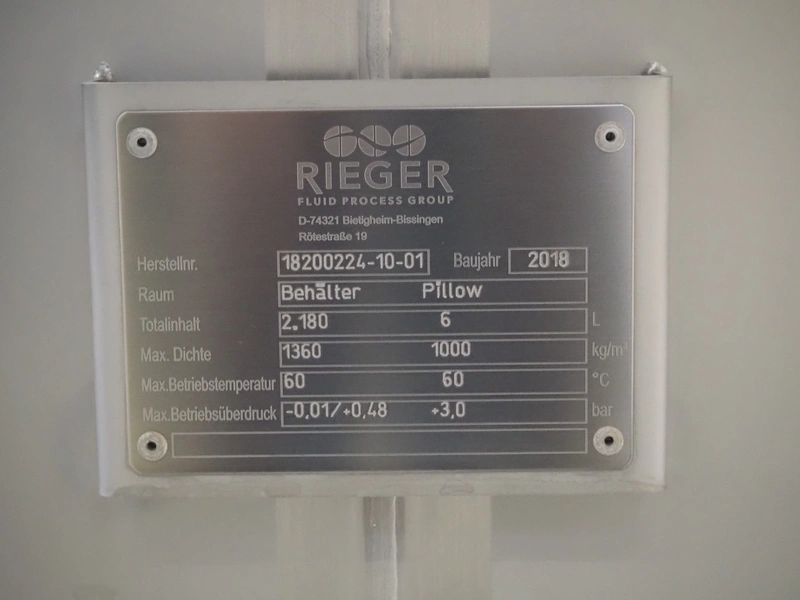 RIEGER
FLUID PROCESS GROUP
D-74321 Bietigheim-Bissingen
Rötestraße 19
Herstellnr. 18200224-10-01 Baujahr 2018
Raum Behälter Pillow
Totalinhalt 2.180 6 L
Max. Dichte 1360 1000 kg/m³
Max.Betriebstemperatur 60 60 °C
Max.Betriebsüberdruck -0,01/+0,48 +3,0 bar